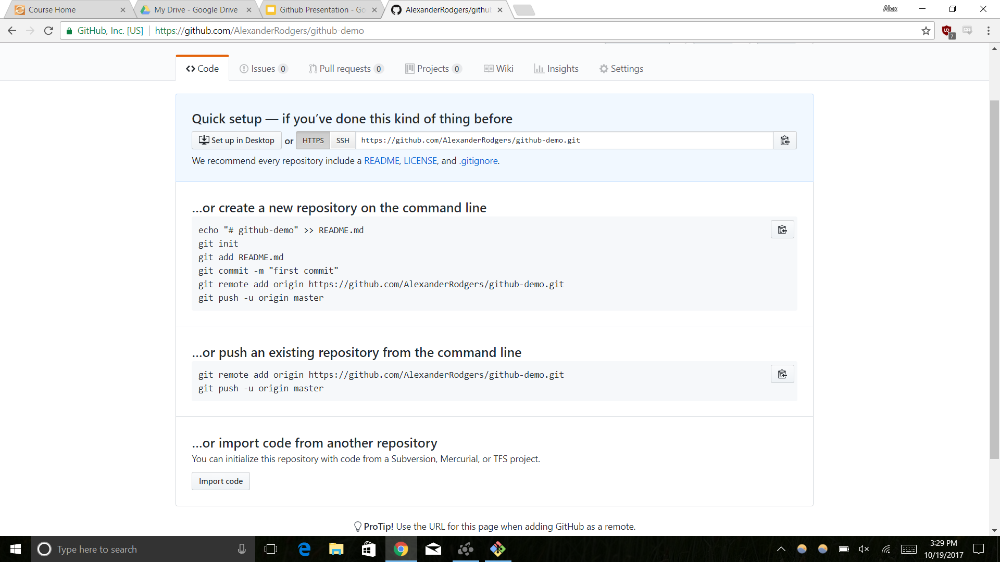 Course Home
My Drive - Google Drive
Github Presentation - Go
AlexanderRodgers/githu
Alex
GitHub, Inc. [US]
https://github.com/AlexanderRodgers/github-demo
7
CSS
Code
Issues 0
Pull requests 0
Projects 0
Wiki
Insights
Settings
Quick setup — if you’ve done this kind of thing before
Set up in Desktop or HTTPS SSH https://github.com/AlexanderRodgers/github-demo.git
We recommend every repository include a README, LICENSE, and .gitignore.
…or create a new repository on the command line
echo "# github-demo" >> README.md
git init
git add README.md
git commit -m "first commit"
git remote add origin https://github.com/AlexanderRodgers/github-demo.git
git push -u origin master
…or push an existing repository from the command line
git remote add origin https://github.com/AlexanderRodgers/github-demo.git
git push -u origin master
…or import code from another repository
You can initialize this repository with code from a Subversion, Mercurial, or TFS project.
Import code
ProTip! Use the URL for this page when adding GitHub as a remote.
Type here to search
3:29 PM
10/19/2017